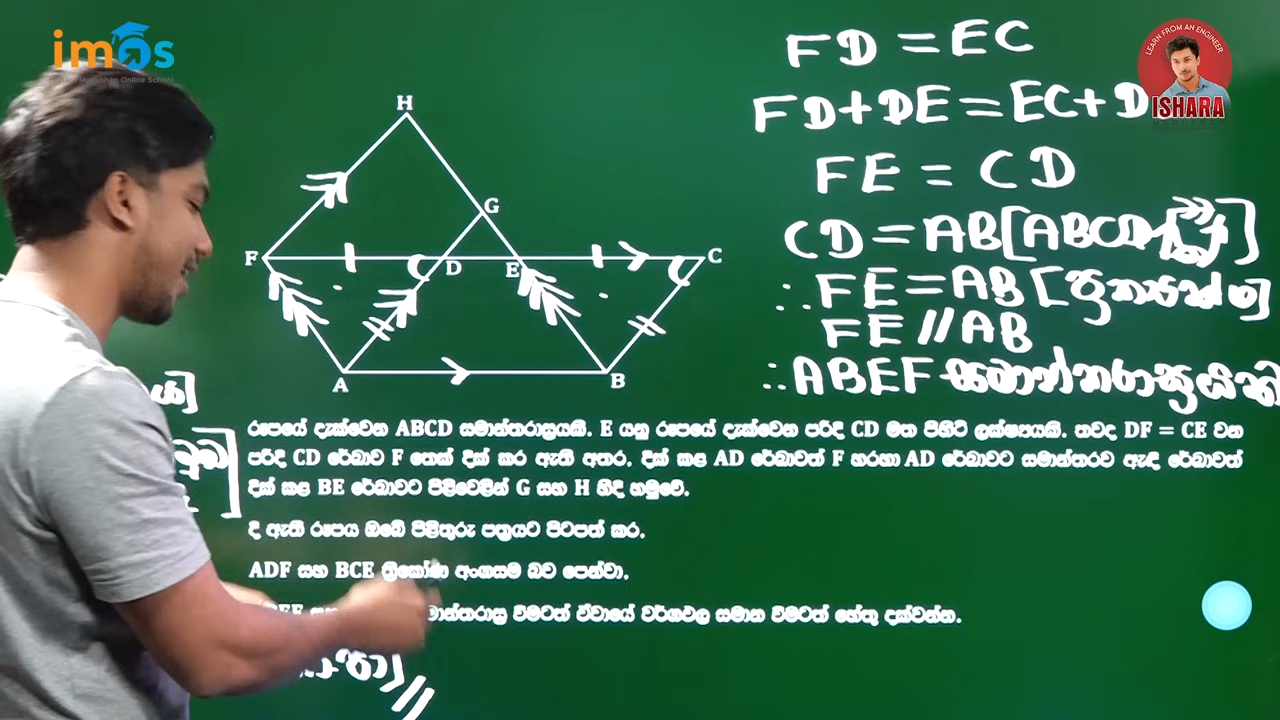 imos
LEARN FROM AN ENGINEER
ISHARA
FD = EC
FD+DE = EC+D
FE = CD
CD = AB [ABCD
∴ FE = AB
FE // AB
∴ ABEF
H
G
F
D
E
C
A
B
රූපයේ දැක්වෙන ABCD සමාන්තරාස්‍රයකි. E යනු රූපයේ දැක්වෙන පරිදි CD මත පිහිටි ලක්ෂ්‍යයකි. තවද DF = CE වන
පරිදි CD රේඛාව F තෙක් දික් කර ඇති අතර, දික් කළ AD රේඛාවත් F හරහා AD රේඛාවට සමාන්තරව ඇඳි රේඛාවත්
දික් කළ BE රේඛාවට පිළිවෙළින් G සහ H හිදී හමුවේ.
දී ඇති රූපය ඔබේ පිළිතුරු පත්‍රයට පිටපත් කර,
ADF සහ BCE ත්‍රිකෝණ අංගසම බව පෙන්වා,
වීමටත් ඒවායේ වර්ගඵල සමාන වීමටත් හේතු දක්වන්න.